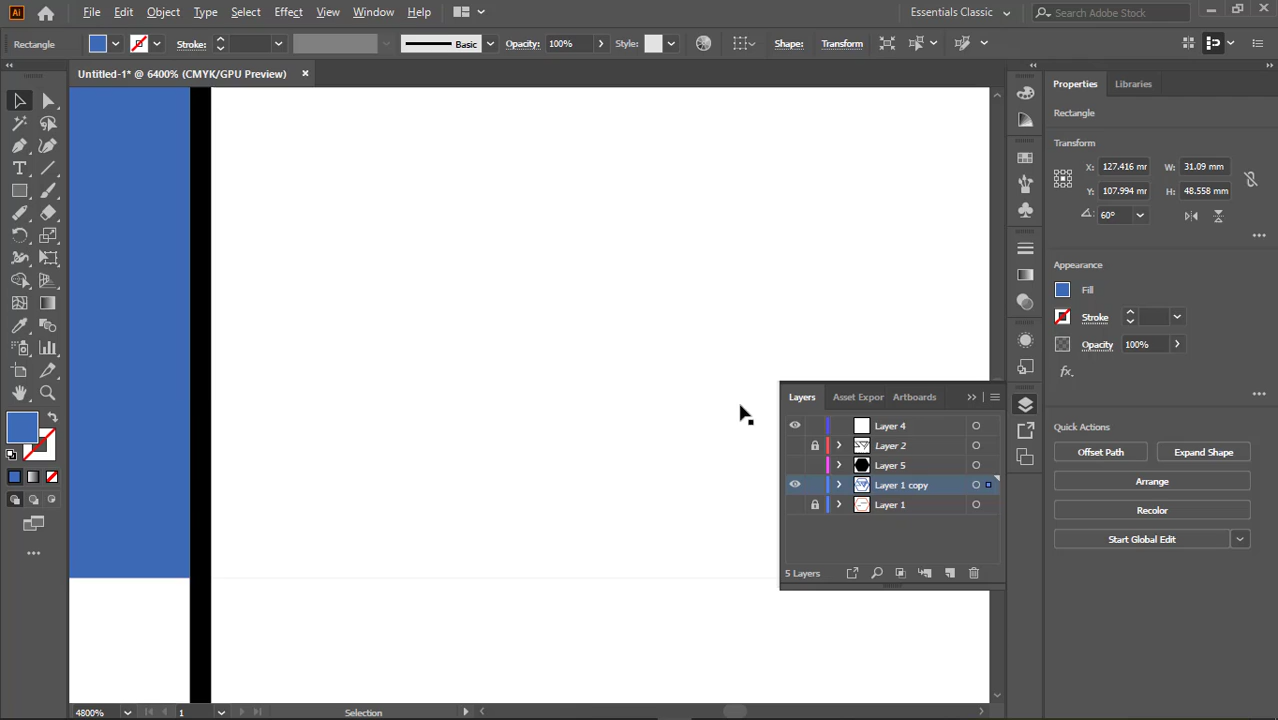 Ai File Edit Object Type Select Effect View Window Help Essentials Classic Search Adobe Stock
Rectangle Stroke: Basic Opacity: 100% Style: Shape: Transform
Untitled-1* @ 6400% (CMYK/GPU Preview)
Properties Libraries
Rectangle
Transform
X: 127.416 mm W: 31.09 mm
Y: 107.994 mm H: 48.558 mm
60°
Appearance
Fill
Stroke
Opacity 100%
fx.
Quick Actions
Offset Path Expand Shape
Arrange
Recolor
Start Global Edit
Layers Asset Expor Artboards
Layer 4
Layer 2
Layer 5
Layer 1 copy
Layer 1
5 Layers
4800% 1 Selection